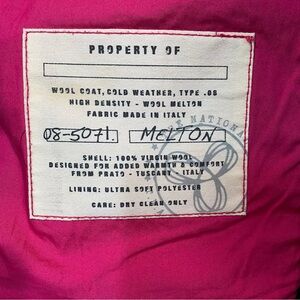 PROPERTY OF
WOOL COAT, COLD WEATHER, TYPE .06
HIGH DENSITY - WOOL MELTON
FABRIC MADE IN ITALY
08-5071. MELTON
SHELL: 100% VIRGIN WOOL
DESIGNED FOR ADDED WARMTH & COMFORT
FROM PRATO - TUSCANY - ITALY
LINING: ULTRA SOFT POLYESTER
CARE: DRY CLEAN ONLY
NATIONA